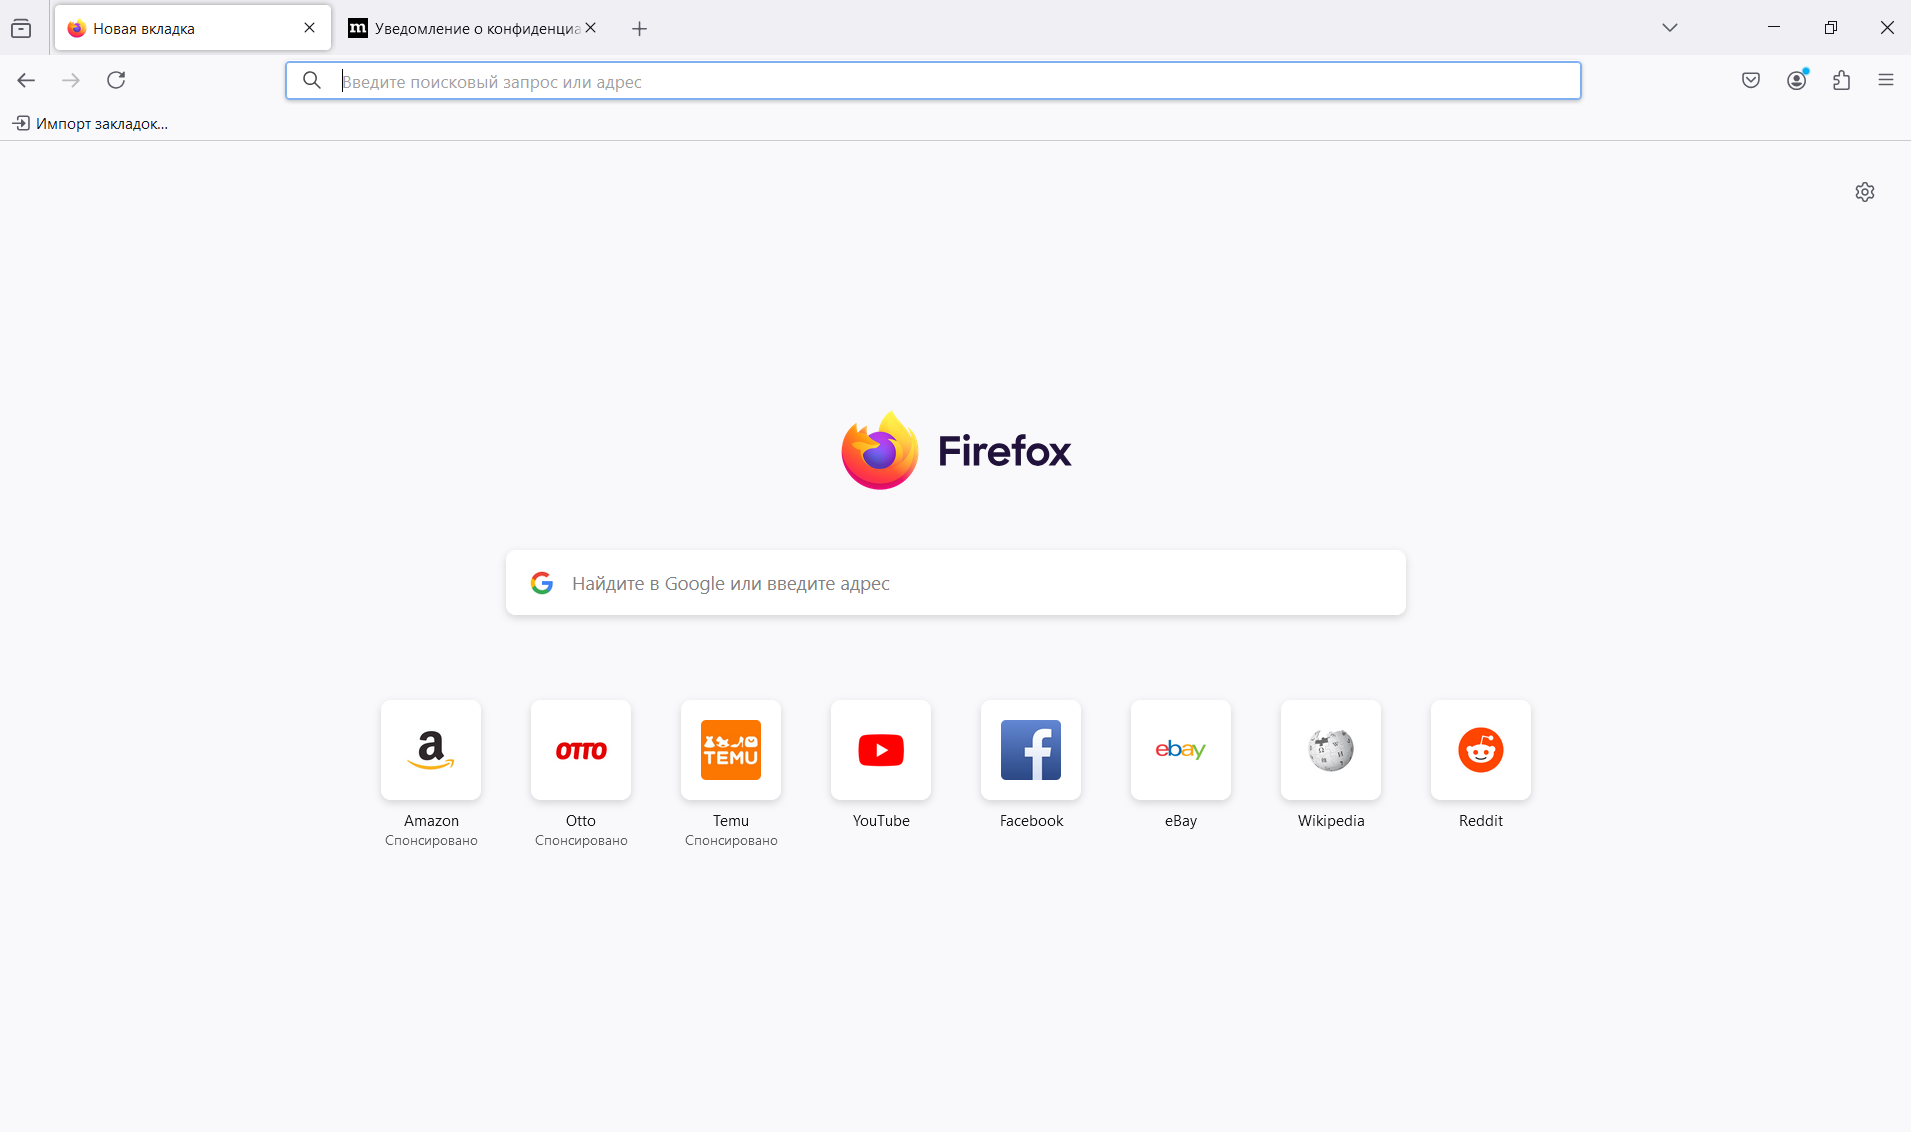 Новая вкладка
Уведомление о конфиденциа
Введите поисковый запрос или адрес
Импорт закладок...
Firefox
Найдите в Google или введите адрес
a
OTTO
TEMU
f
ebay
Amazon
Otto
Temu
YouTube
Facebook
eBay
Wikipedia
Reddit
Спонсировано
Спонсировано
Спонсировано